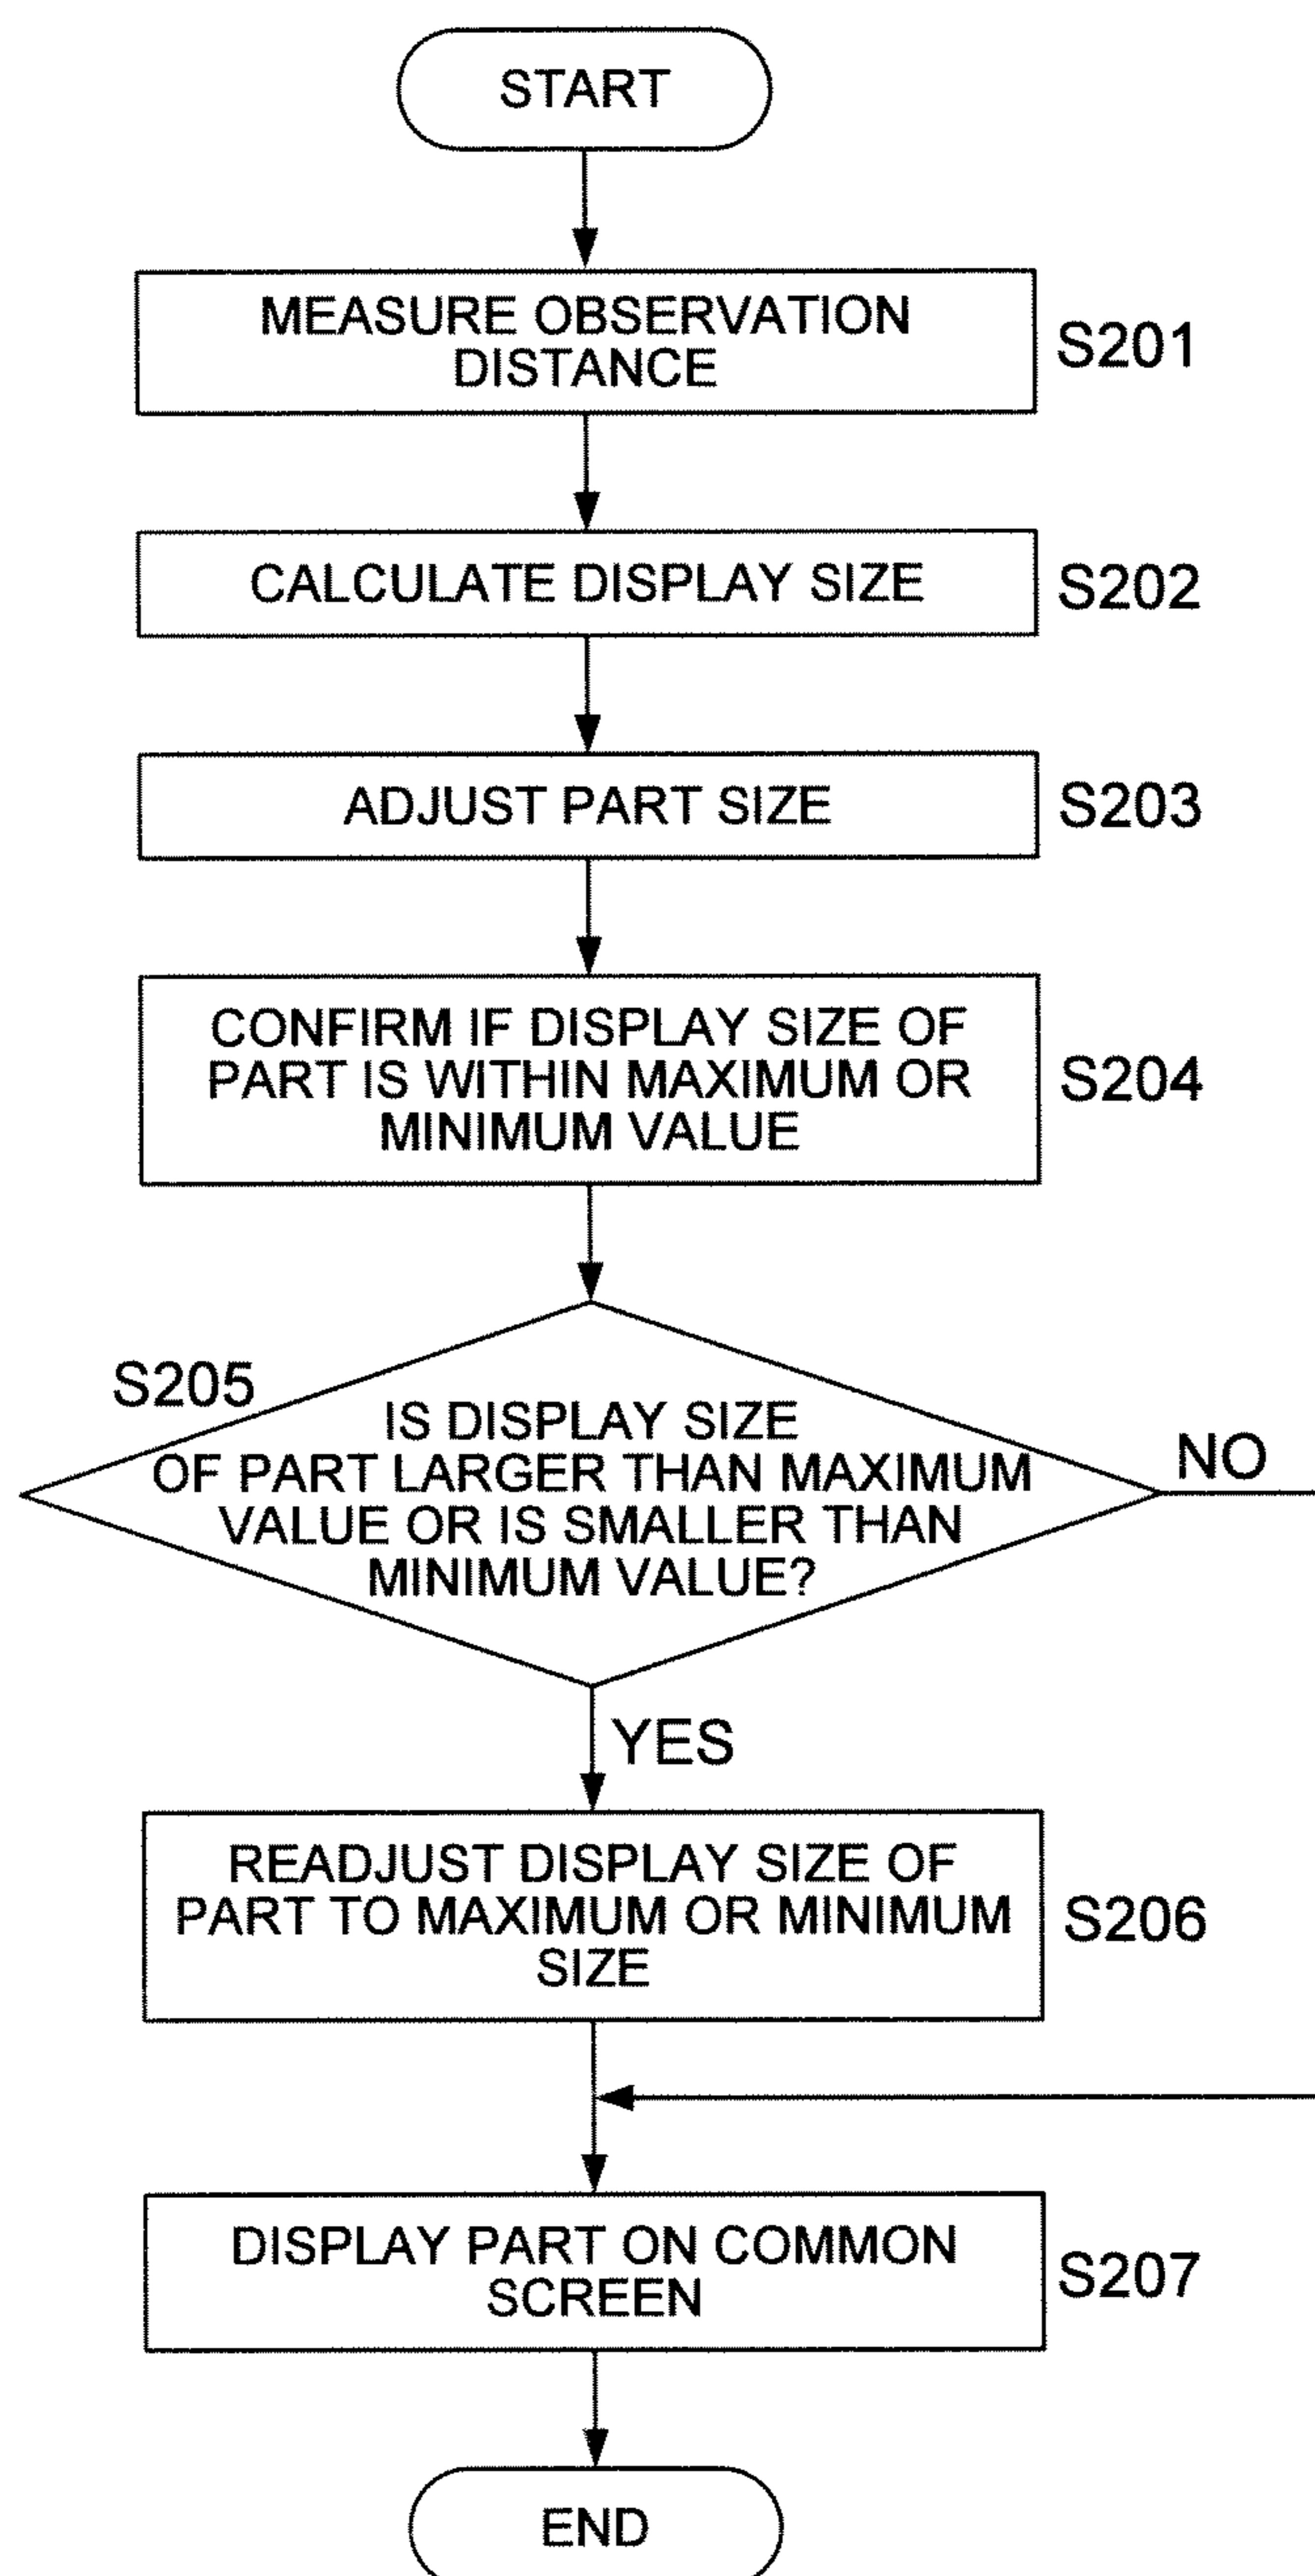 START
MEASURE OBSERVATION
DISTANCE
S201
CALCULATE DISPLAY SIZE
S202
ADJUST PART SIZE
S203
CONFIRM IF DISPLAY SIZE OF
PART IS WITHIN MAXIMUM OR
MINIMUM VALUE
S204
S205
IS DISPLAY SIZE
OF PART LARGER THAN MAXIMUM
VALUE OR IS SMALLER THAN
MINIMUM VALUE?
NO
YES
READJUST DISPLAY SIZE OF
PART TO MAXIMUM OR MINIMUM
SIZE
S206
DISPLAY PART ON COMMON
SCREEN
S207
END